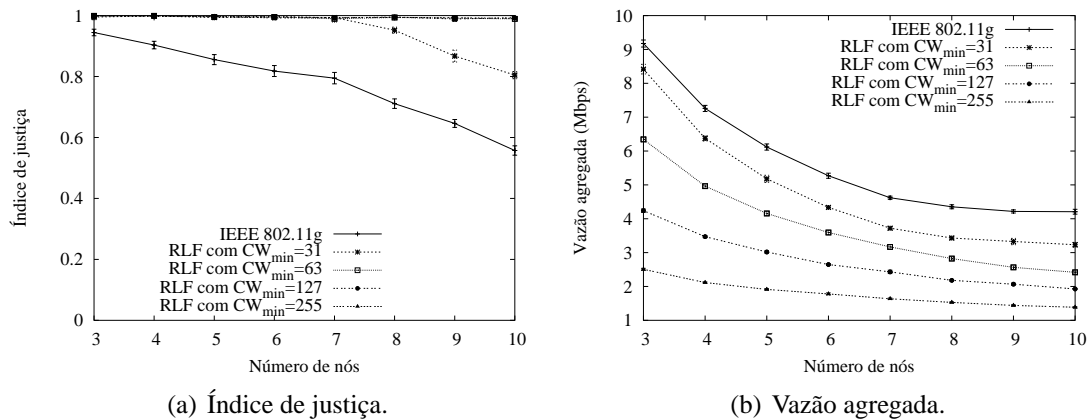 1
0.8
0.6
0.4
0.2
0
Índice de justiça
IEEE 802.11g
RLF com CWmin=31
RLF com CWmin=63
RLF com CWmin=127
RLF com CWmin=255
3 4 5 6 7 8 9 10
Número de nós
(a) Índice de justiça.
10
9
8
7
6
5
4
3
2
1
Vazão agregada (Mbps)
IEEE 802.11g
RLF com CWmin=31
RLF com CWmin=63
RLF com CWmin=127
RLF com CWmin=255
3 4 5 6 7 8 9 10
Número de nós
(b) Vazão agregada.